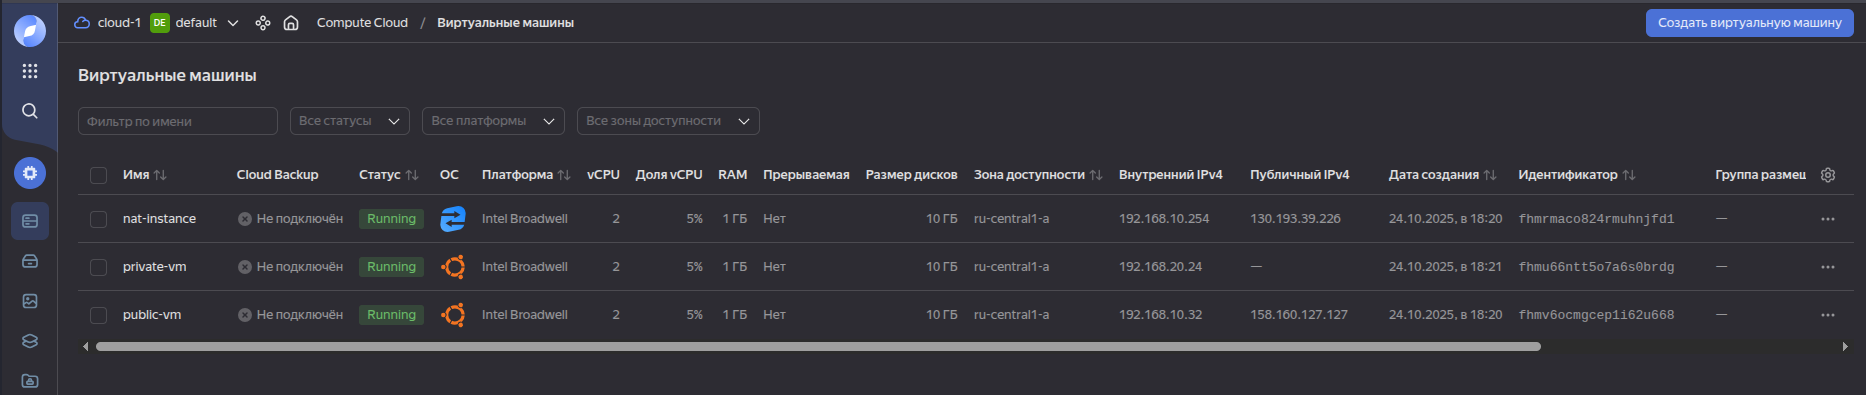 cloud-1 DE default Compute Cloud / Виртуальные машины Создать виртуальную машину
Виртуальные машины
Фильтр по имени Все статусы Все платформы Все зоны доступности
Имя Cloud Backup Статус ОС Платформа vCPU Доля vCPU RAM Прерываемая Размер дисков Зона доступности Внутренний IPv4 Публичный IPv4 Дата создания Идентификатор Группа размещ
nat-instance Не подключён Running Intel Broadwell 2 5% 1 ГБ Нет 10 ГБ ru-central1-a 192.168.10.254 130.193.39.226 24.10.2025, в 18:20 fhmrmaco824rmuhnjfd1 —
private-vm Не подключён Running Intel Broadwell 2 5% 1 ГБ Нет 10 ГБ ru-central1-a 192.168.20.24 — 24.10.2025, в 18:21 fhmu66ntt5o7a6s0brdg —
public-vm Не подключён Running Intel Broadwell 2 5% 1 ГБ Нет 10 ГБ ru-central1-a 192.168.10.32 158.160.127.127 24.10.2025, в 18:20 fhmv6ocmgcep1i62u668 —